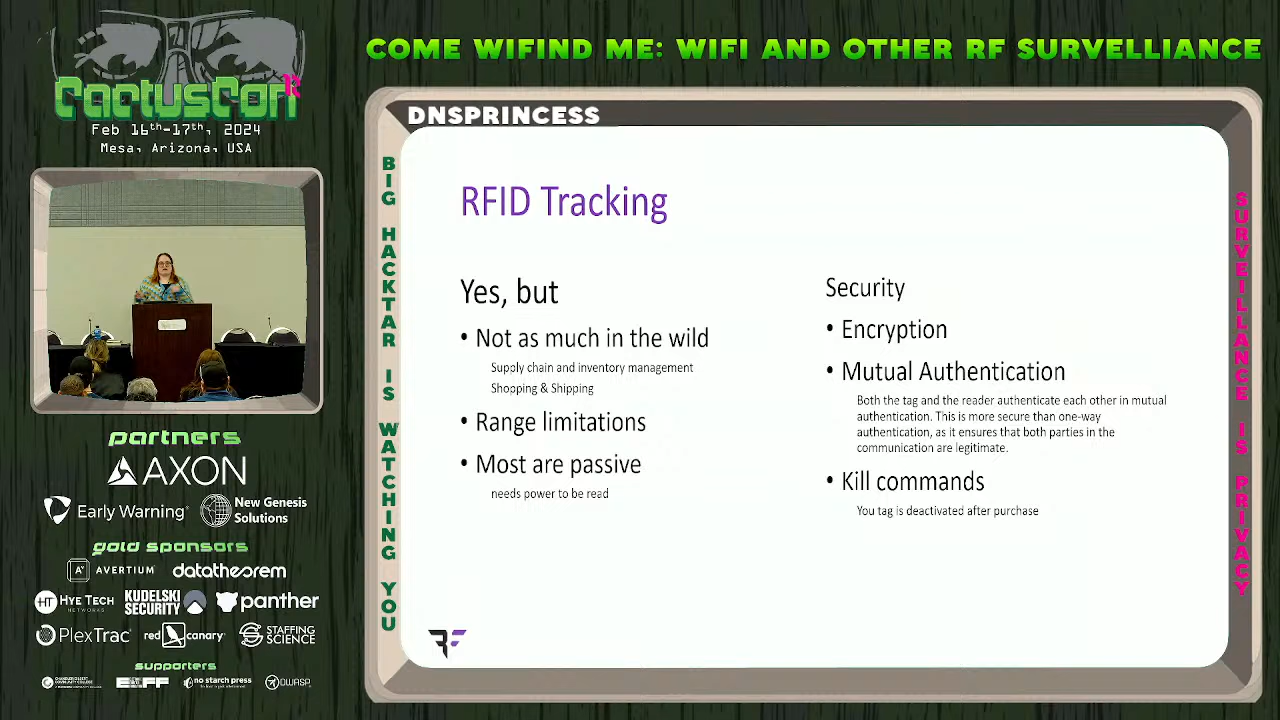 CactusCon
Feb 16th-17th, 2024
Mesa, Arizona, USA
COME WIFIND ME: WIFI AND OTHER RF SURVELLIANCE
DNSPRINCESS
BIG HACKTAR IS WATCHING YOU
RFID Tracking
Yes, but
• Not as much in the wild
Supply chain and inventory management
Shopping & Shipping
• Range limitations
• Most are passive
needs power to be read
Security
• Encryption
• Mutual Authentication
Both the tag and the reader authenticate each other in mutual
authentication. This is more secure than one-way
authentication, as it ensures that both parties in the
communication are legitimate.
• Kill commands
You tag is deactivated after purchase
RF
SURVEILLANCE IS PRIVACY
partners
AXON
Early Warning
New Genesis
Solutions
gold sponsors
AVERTIUM
datatheorem
HT HYE TECH
NETWORKS
KUDELSKI
SECURITY
panther
PlexTrac
red canary
STAFFING
SCIENCE
supporters
EFF
no starch press
OWASP